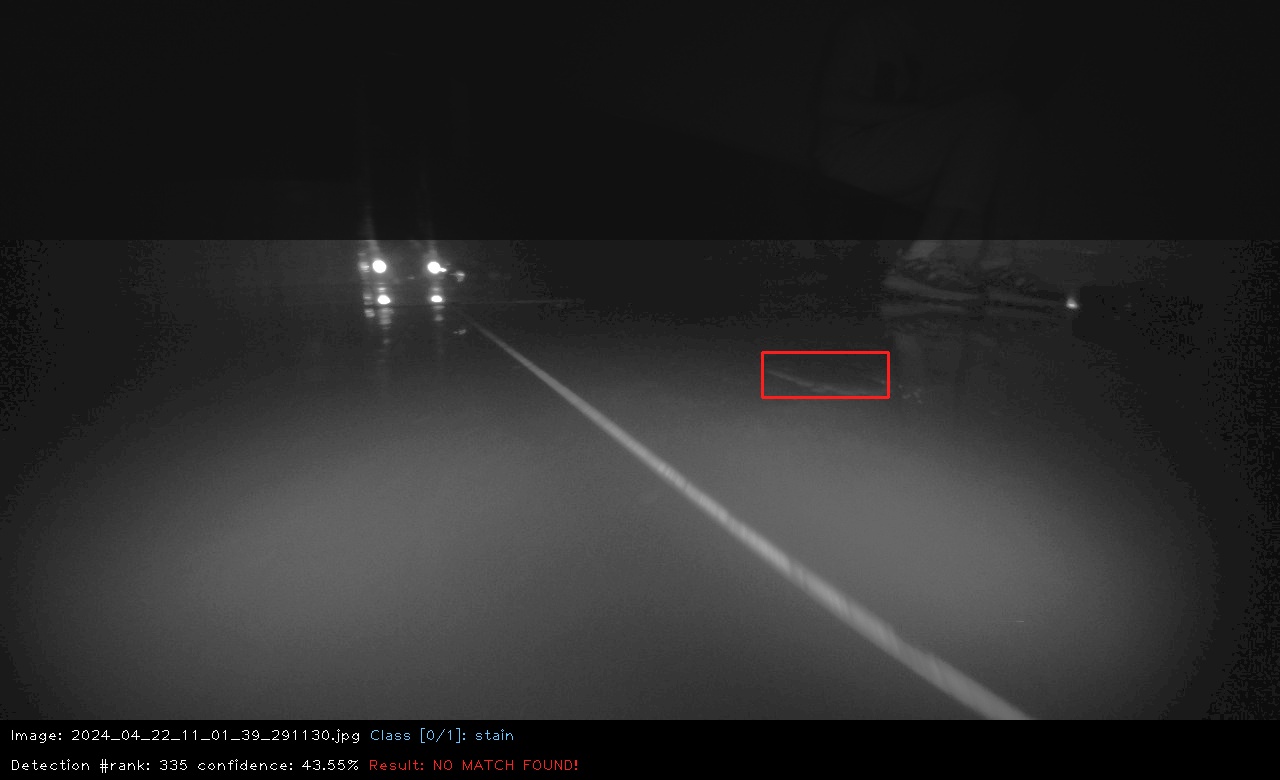 Image: 2024_04_22_11_01_39_291130.jpg Class [0/1]: stain
Detection #rank: 335 confidence: 43.55% Result: NO MATCH FOUND!